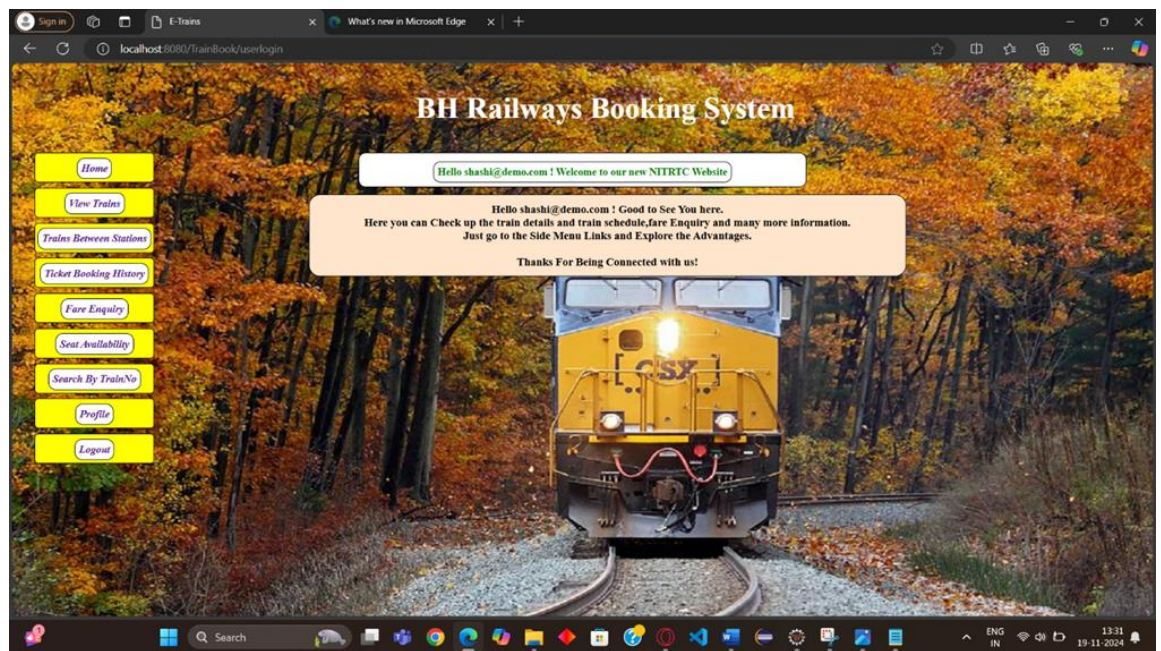 Sign in
E-Trains
What's new in Microsoft Edge
localhost:8080/TrainBook/userlogin
BH Railways Booking System
Home
View Trains
Trains Between Stations
Ticket Booking History
Fare Enquiry
Seat Availability
Search By TrainNo
Profile
Logout
Hello shashi@demo.com ! Welcome to our new NITRTC Website
Hello shashi@demo.com ! Good to See You here.
Here you can Check up the train details and train schedule,fare Enquiry and many more information.
Just go to the Side Menu Links and Explore the Advantages.
Thanks For Being Connected with us!
CSX
Search
ENG
IN
13:31
19-11-2024